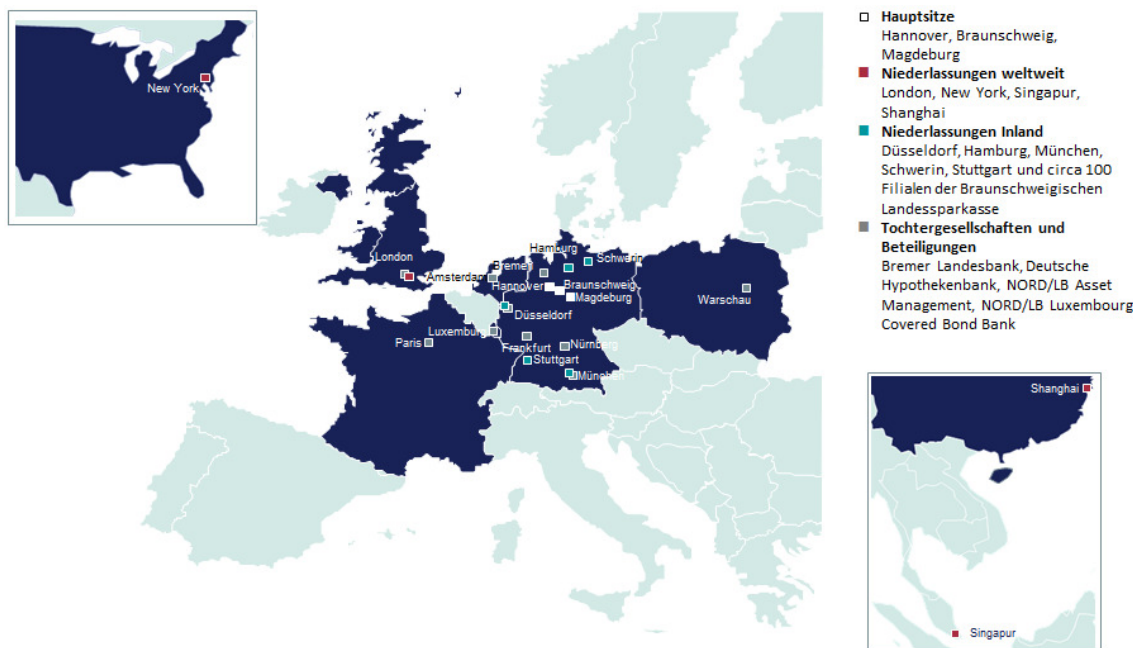 New York
London
Amsterdam
Bremen
Hamburg
Schwerin
Hannover
Braunschweig
Magdeburg
Düsseldorf
Luxemburg
Paris
Frankfurt
Nürnberg
Stuttgart
München
Warschau
Hauptsitze
Hannover, Braunschweig,
Magdeburg
Niederlassungen weltweit
London, New York, Singapur,
Shanghai
Niederlassungen Inland
Düsseldorf, Hamburg, München,
Schwerin, Stuttgart und circa 100
Filialen der Braunschweigischen
Landessparkasse
Tochtergesellschaften und
Beteiligungen
Bremer Landesbank, Deutsche
Hypothekenbank, NORD/LB Asset
Management, NORD/LB Luxembourg
Covered Bond Bank
Shanghai
Singapur